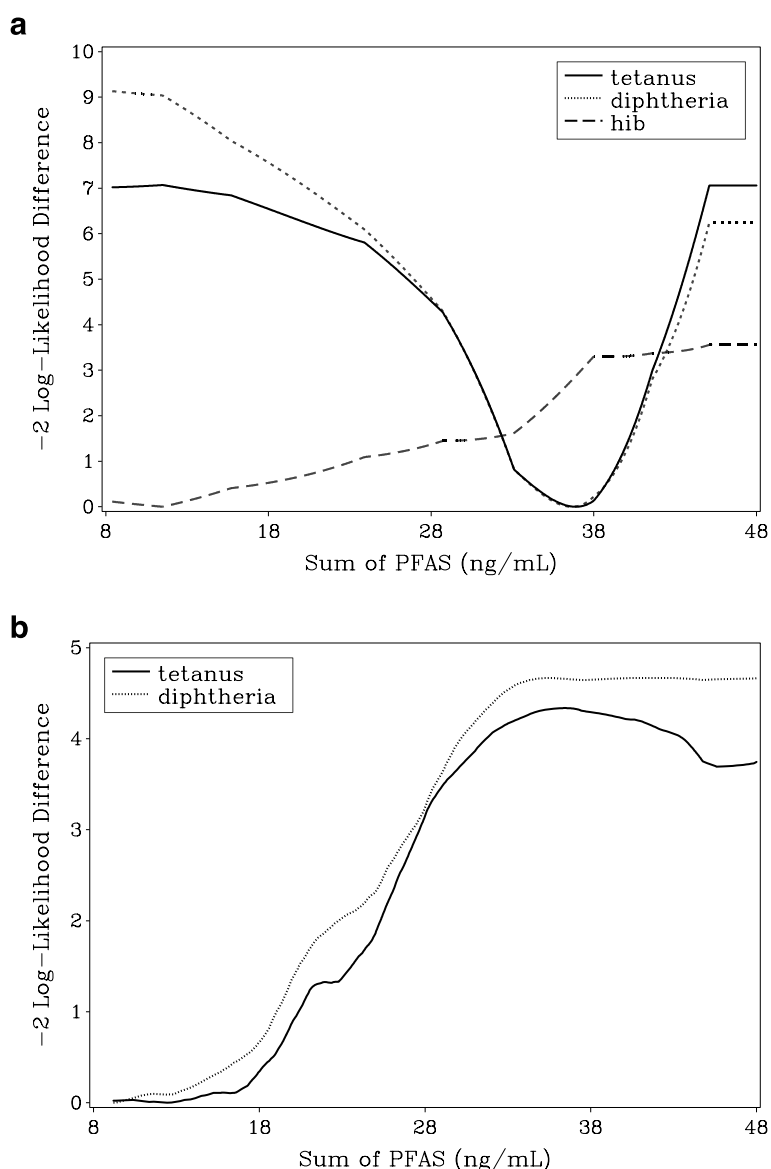 a
10
9
8
7
6
5
4
3
2
1
0
−2 Log−Likelihood Difference
tetanus
diphtheria
hib
8 18 28 38 48
Sum of PFAS (ng/mL)
b
5
4
3
2
1
0
−2 Log−Likelihood Difference
tetanus
diphtheria
8 18 28 38 48
Sum of PFAS (ng/mL)